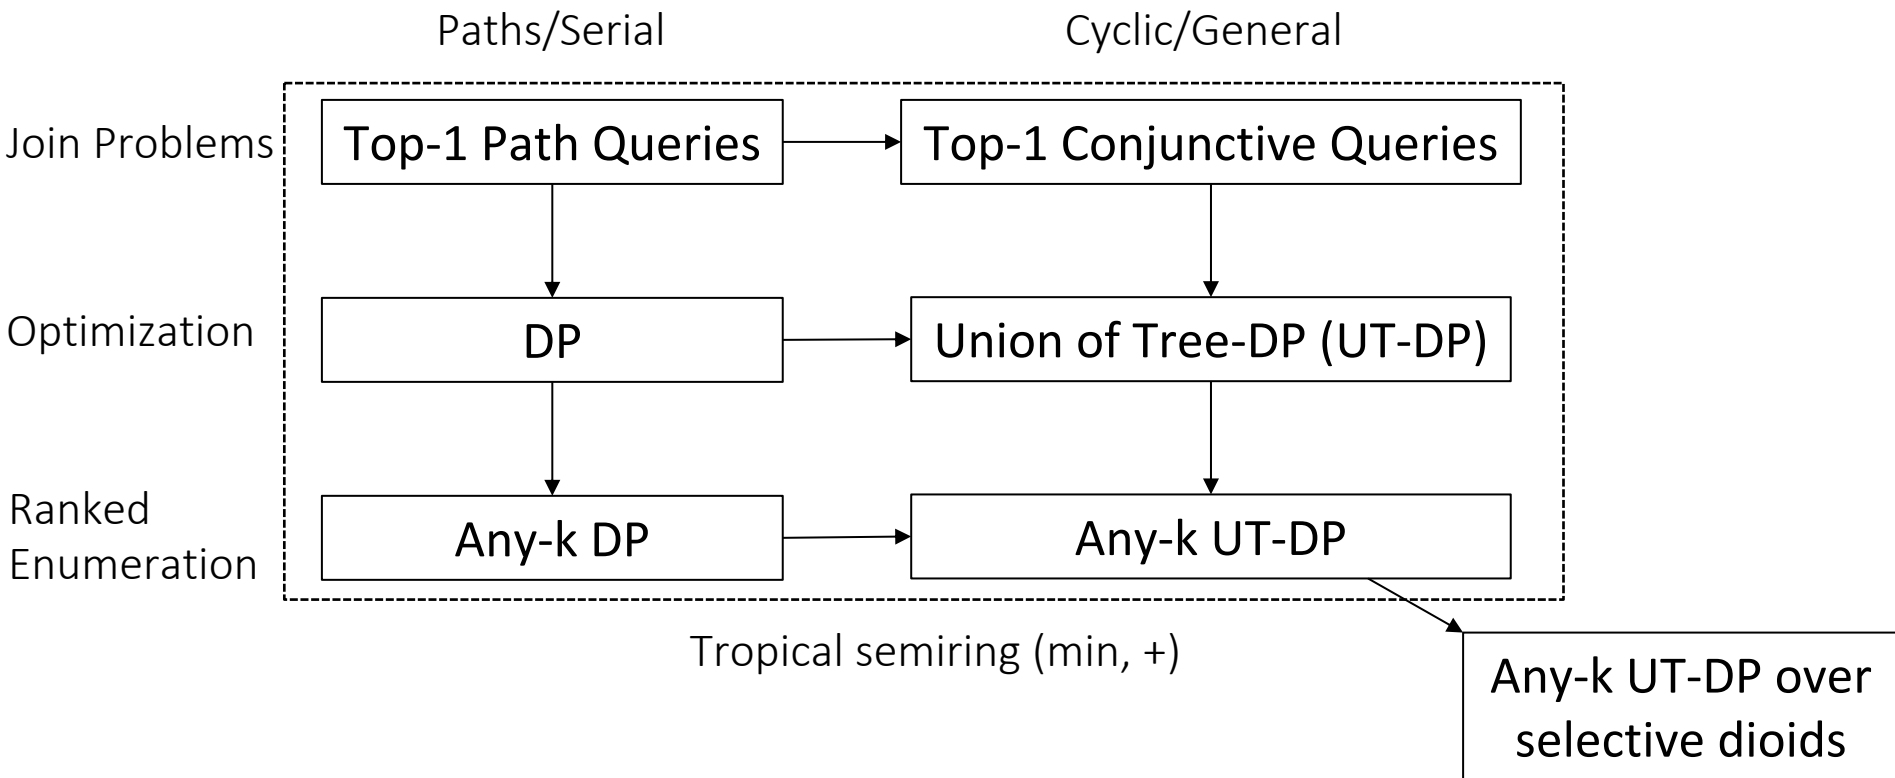 Paths/Serial
Cyclic/General
Join Problems
Top-1 Path Queries
Top-1 Conjunctive Queries
Optimization
DP
Union of Tree-DP (UT-DP)
Ranked
Enumeration
Any-k DP
Any-k UT-DP
Tropical semiring (min, +)
Any-k UT-DP over
selective dioids